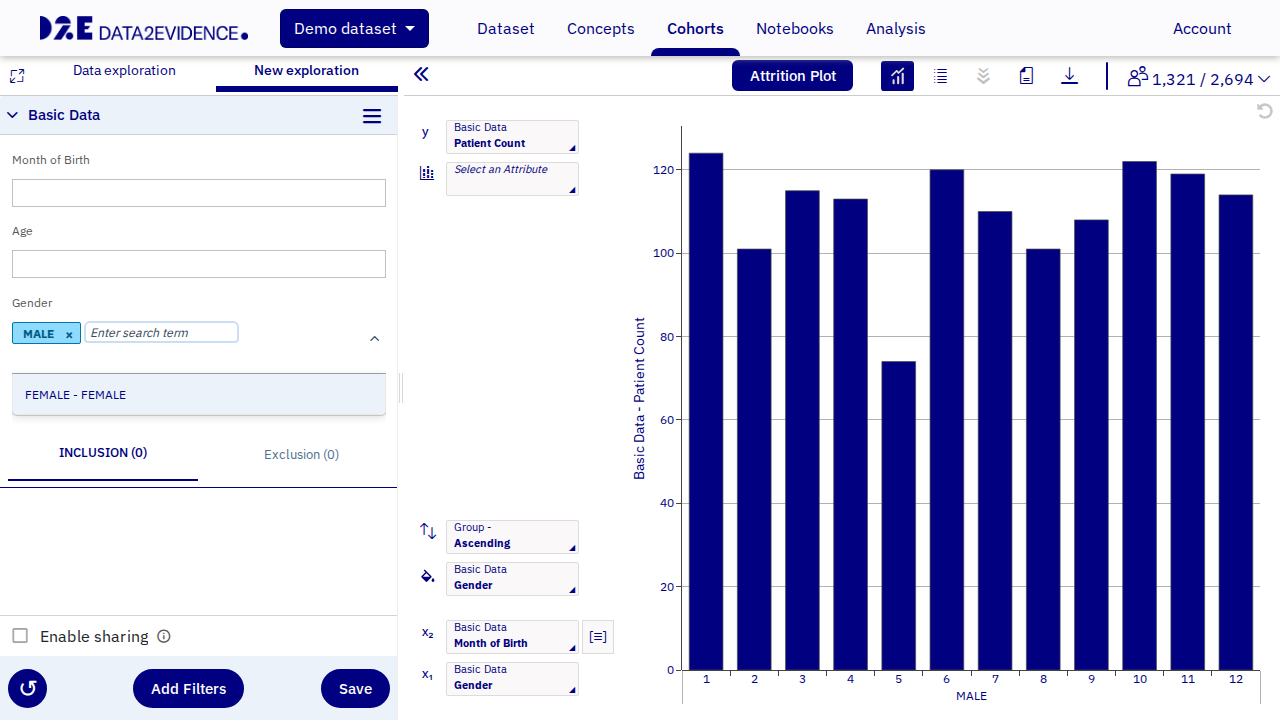 D2E DATA2EVIDENCE.
Demo dataset
Dataset
Concepts
Cohorts
Notebooks
Analysis
Account
Data exploration
New exploration
Attrition Plot
1,321 / 2,694
Basic Data
Month of Birth
Age
Gender
MALE ×
Enter search term
FEMALE - FEMALE
INCLUSION (0)
Exclusion (0)
Enable sharing
Add Filters
Save
y
Basic Data
Patient Count
Select an Attribute
Group -
Ascending
Basic Data
Gender
x₂
Basic Data
Month of Birth
x₁
Basic Data
Gender
Basic Data - Patient Count
120
100
80
60
40
20
0
1 2 3 4 5 6 7 8 9 10 11 12
MALE